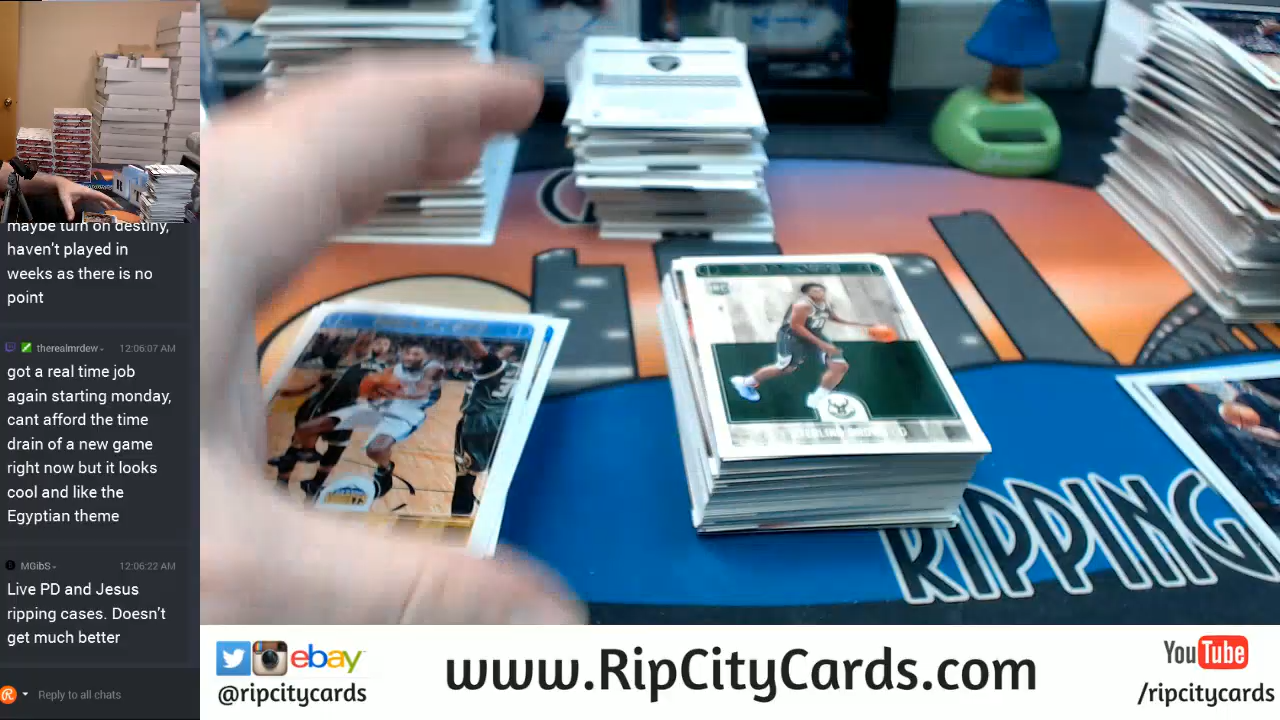 maybe turn on destiny,
haven't played in
weeks as there is no
point
therealmrdew 12:06:07 AM
got a real time job
again starting monday,
cant afford the time
drain of a new game
right now but it looks
cool and like the
Egyptian theme
MGibS 12:06:22 AM
Live PD and Jesus
ripping cases. Doesn't
get much better
Reply to all chats
RIPPING
ebay
@ripcitycards
www.RipCityCards.com
YouTube
/ripcitycards